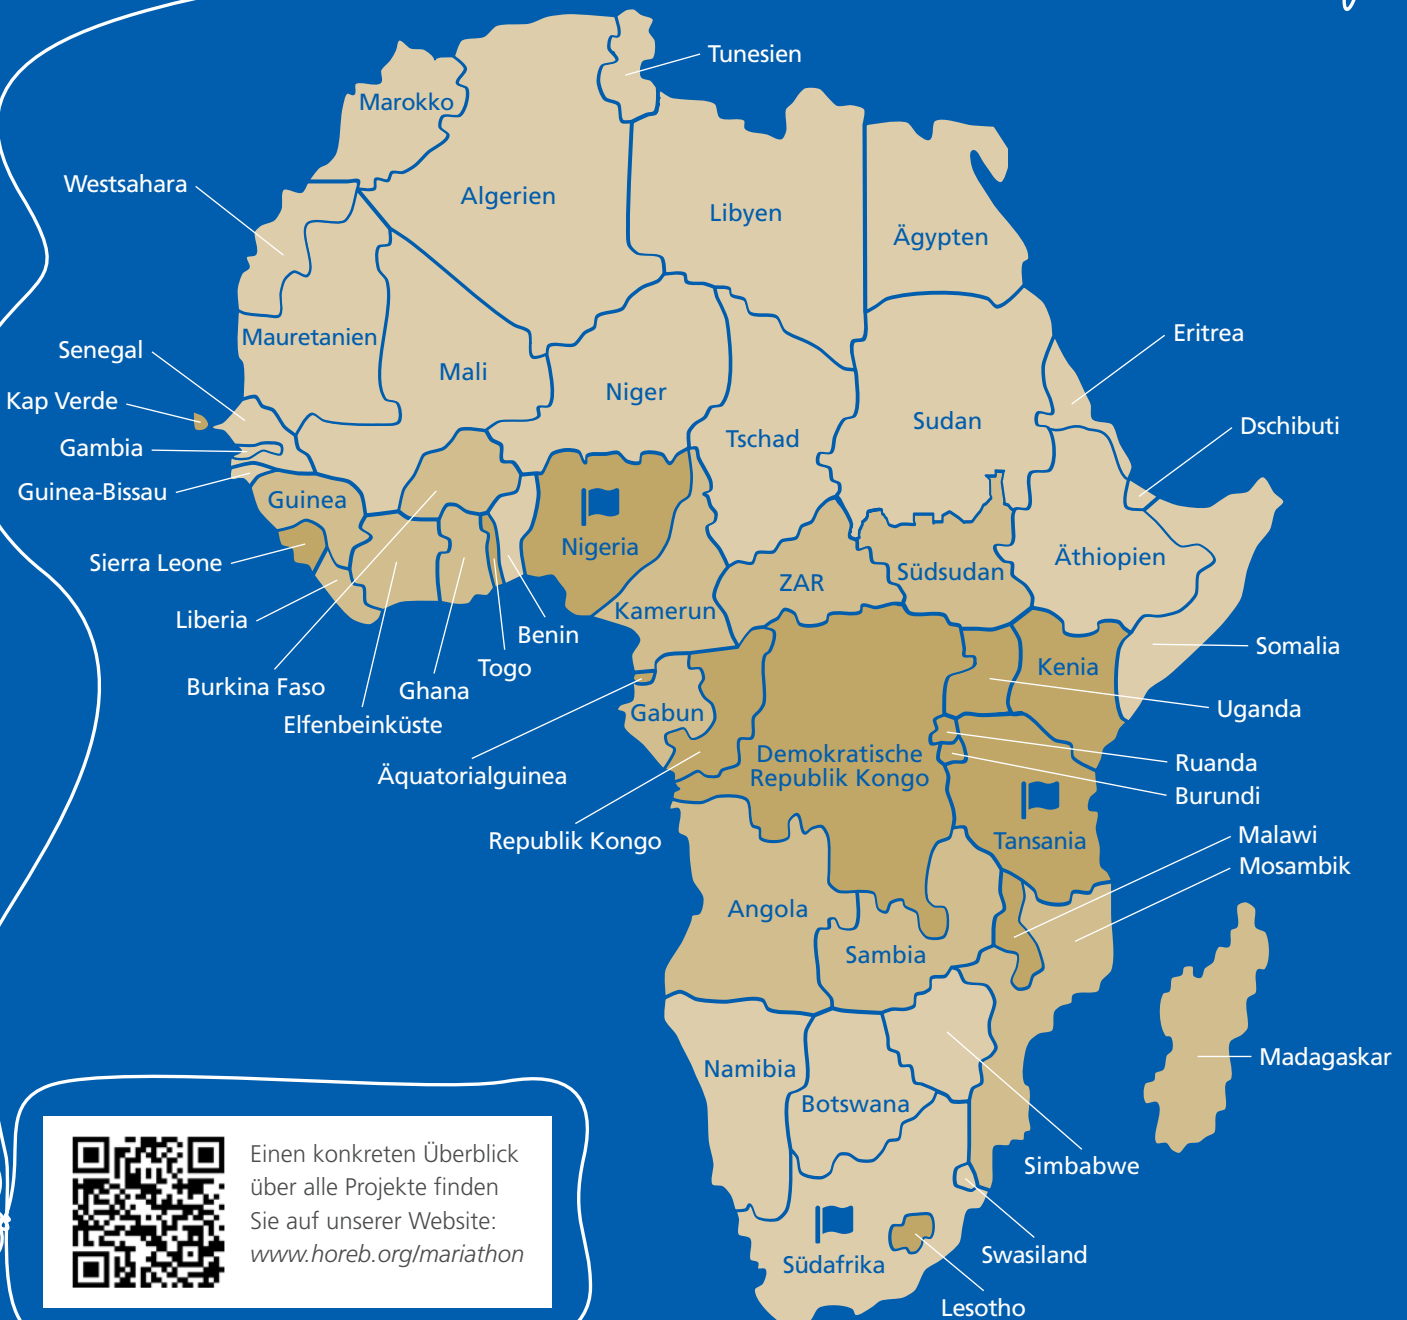 Tunesien
Marokko
Westsahara
Algerien
Libyen
Ägypten
Mauretanien
Senegal
Mali
Eritrea
Kap Verde
Niger
Sudan
Dschibuti
Gambia
Tschad
Guinea-Bissau
Guinea
Nigeria
Sierra Leone
Äthiopien
Südsudan
ZAR
Kamerun
Liberia
Benin
Somalia
Togo
Kenia
Burkina Faso
Ghana
Elfenbeinküste
Gabun
Uganda
Äquatorialguinea
Demokratische
Republik Kongo
Ruanda
Burundi
Republik Kongo
Tansania
Malawi
Mosambik
Angola
Sambia
Madagaskar
Namibia
Botswana
Simbabwe
Swasiland
Südafrika
Lesotho
Einen konkreten Überblick
über alle Projekte finden
Sie auf unserer Website:
www.horeb.org/mariathon